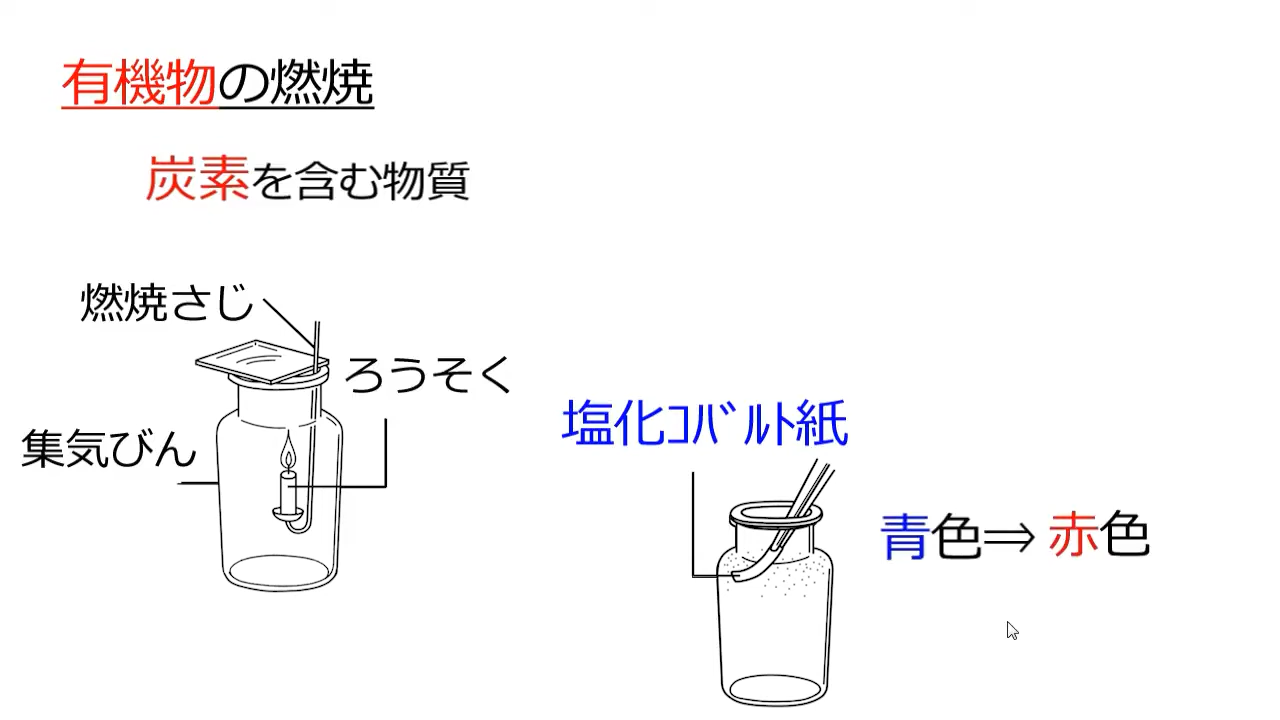 有機物の燃焼
炭素を含む物質
燃焼さじ
ろうそく
集気びん
塩化ｺﾊﾞﾙﾄ紙
青色⇒赤色